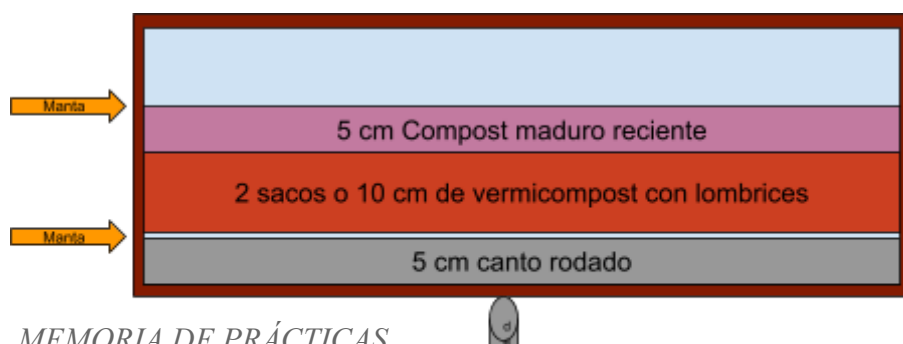 Manta
5 cm Compost maduro reciente
2 sacos o 10 cm de vermicompost con lombrices
Manta
5 cm canto rodado
d
MEMORIA DE PRÁCTICAS